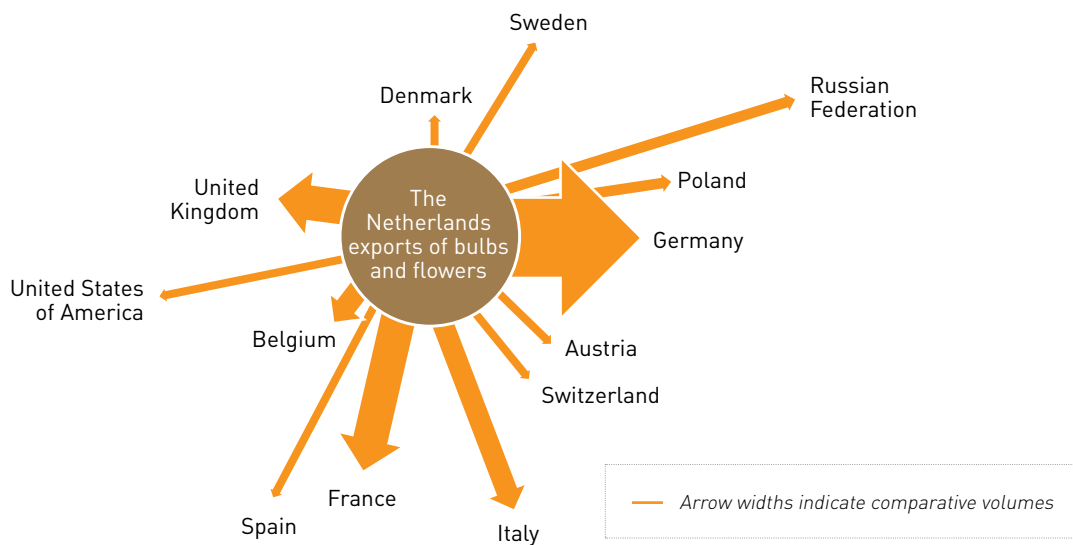 Sweden
Denmark
Russian
Federation
United
Kingdom
The
Netherlands
exports of bulbs
and flowers
Poland
Germany
United States
of America
Belgium
Austria
Switzerland
France
Spain
Italy
Arrow widths indicate comparative volumes